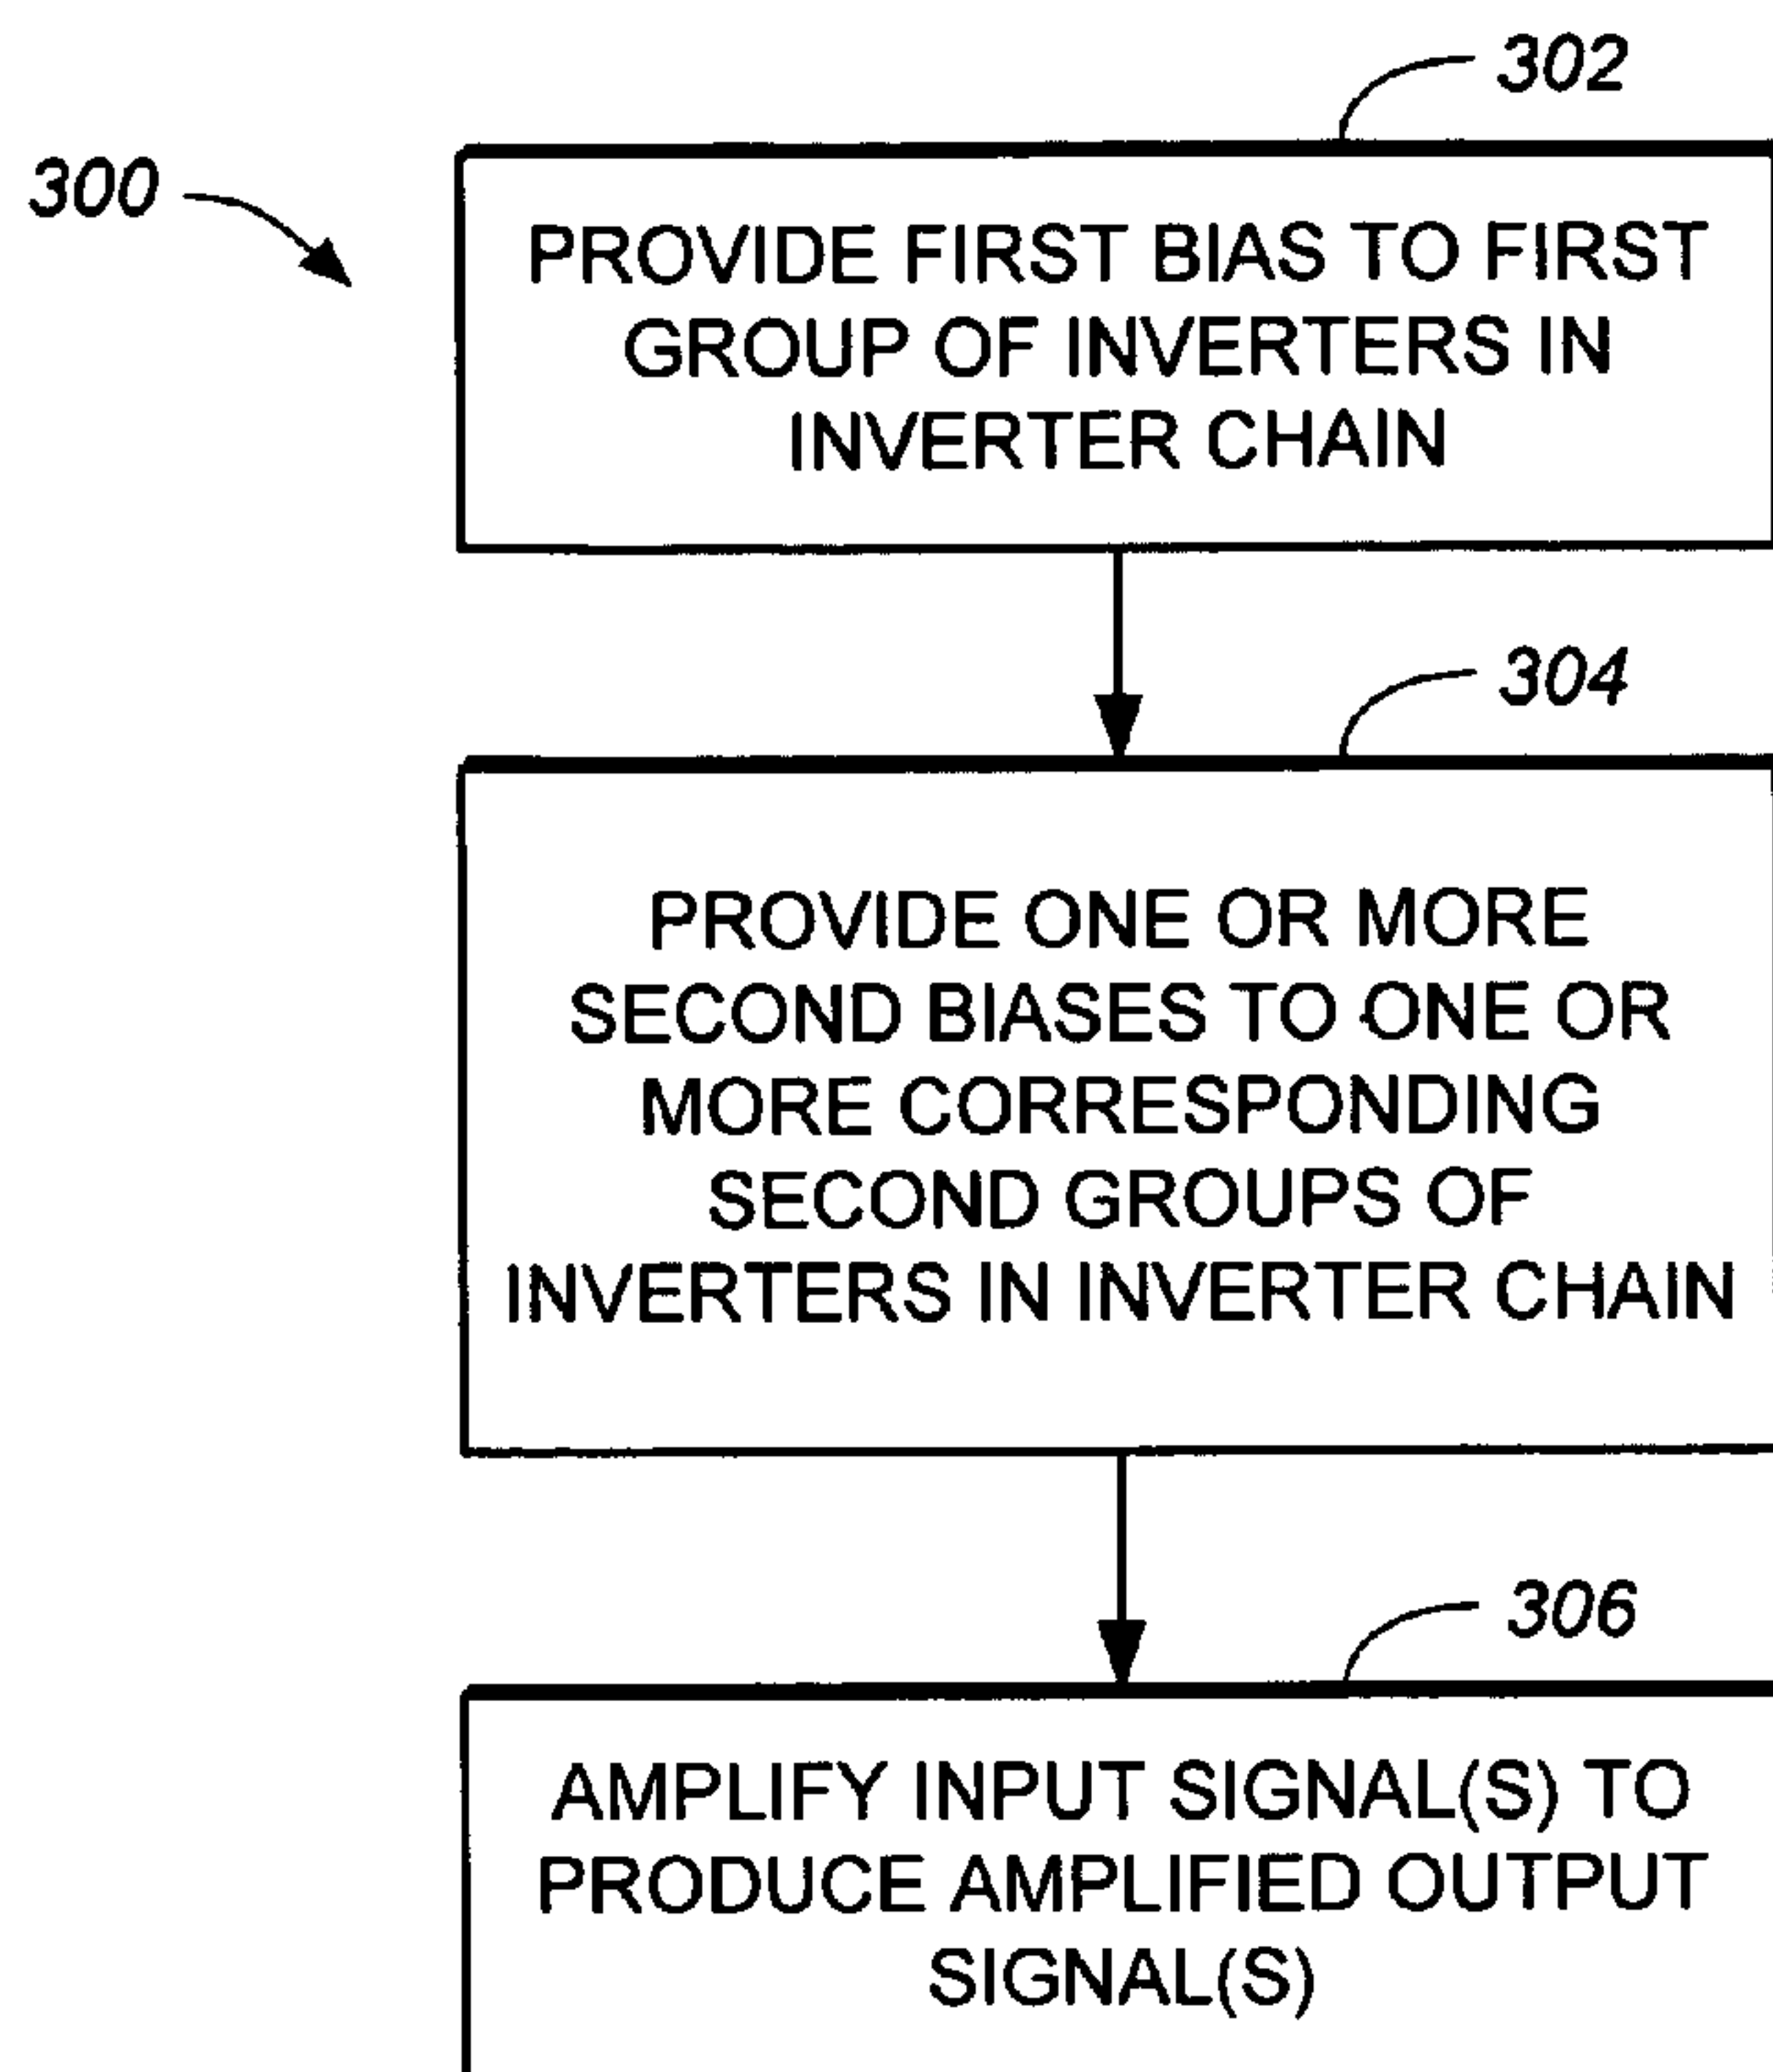 302
300
PROVIDE FIRST BIAS TO FIRST
GROUP OF INVERTERS IN
INVERTER CHAIN
304
PROVIDE ONE OR MORE
SECOND BIASES TO ONE OR
MORE CORRESPONDING
SECOND GROUPS OF
INVERTERS IN INVERTER CHAIN
306
AMPLIFY INPUT SIGNAL(S) TO
PRODUCE AMPLIFIED OUTPUT
SIGNAL(S)